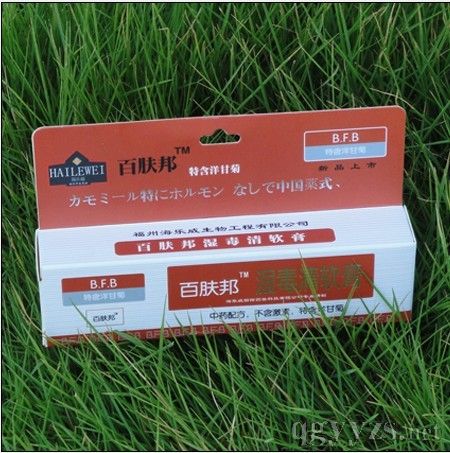 HAILEWEI
百肤邦™ 特含洋甘菊
B.F.B
特含洋甘菊
新品上市
カモミール特にホルモン なしで中国薬式、
福州海乐威生物工程有限公司
百肤邦湿毒清软膏
B.F.B
特含洋甘菊
百肤邦™
百肤邦™ 湿毒清软膏
中药配方、不含激素、特含洋甘菊
qgyyzs.net